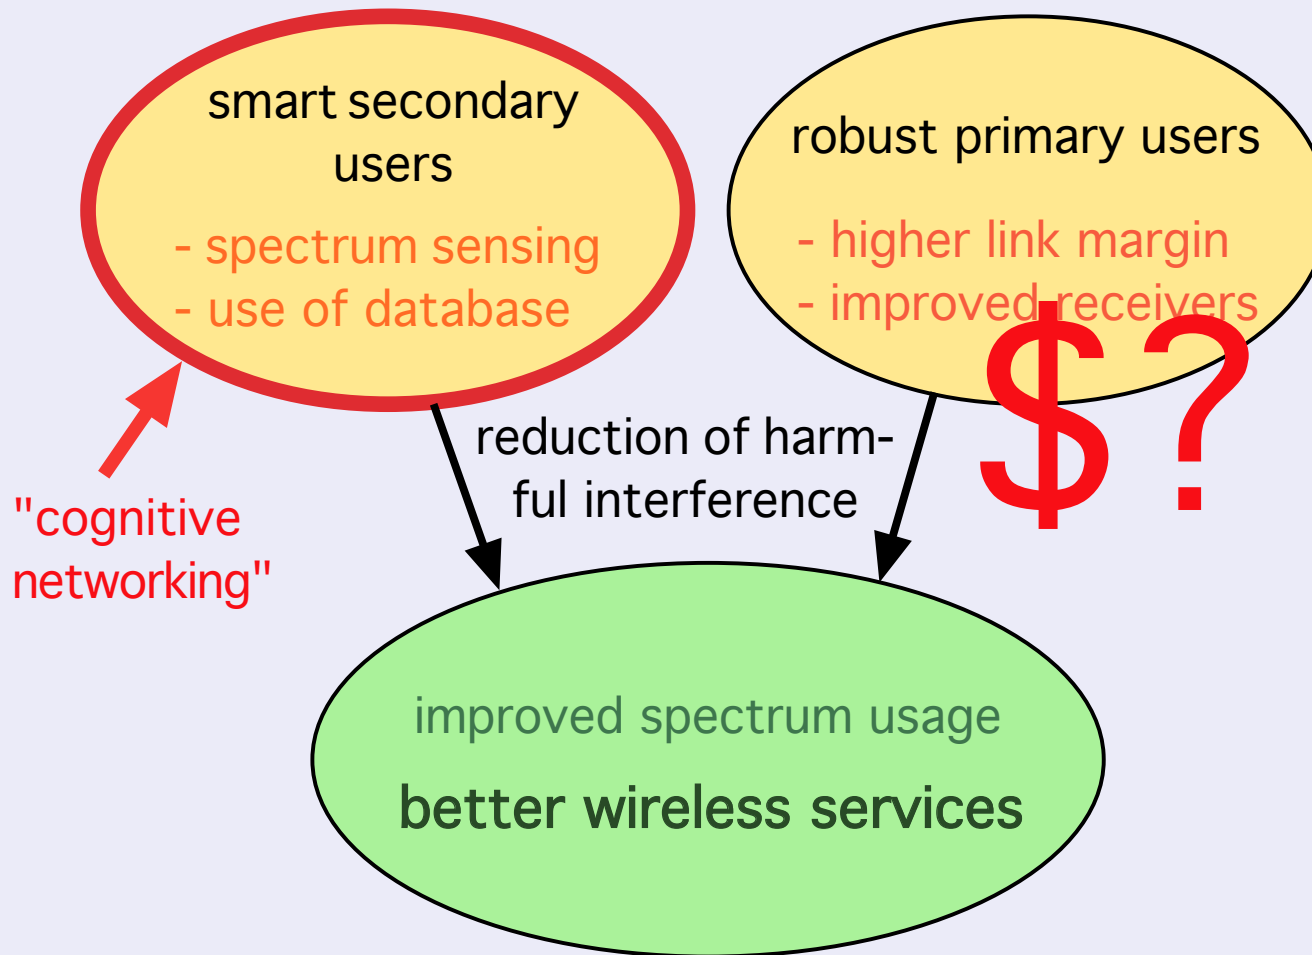 smart secondary
users
- spectrum sensing
- use of database
robust primary users
- higher link margin
- improved receivers
$?
reduction of harm-
ful interference
"cognitive
networking"
improved spectrum usage
better wireless services